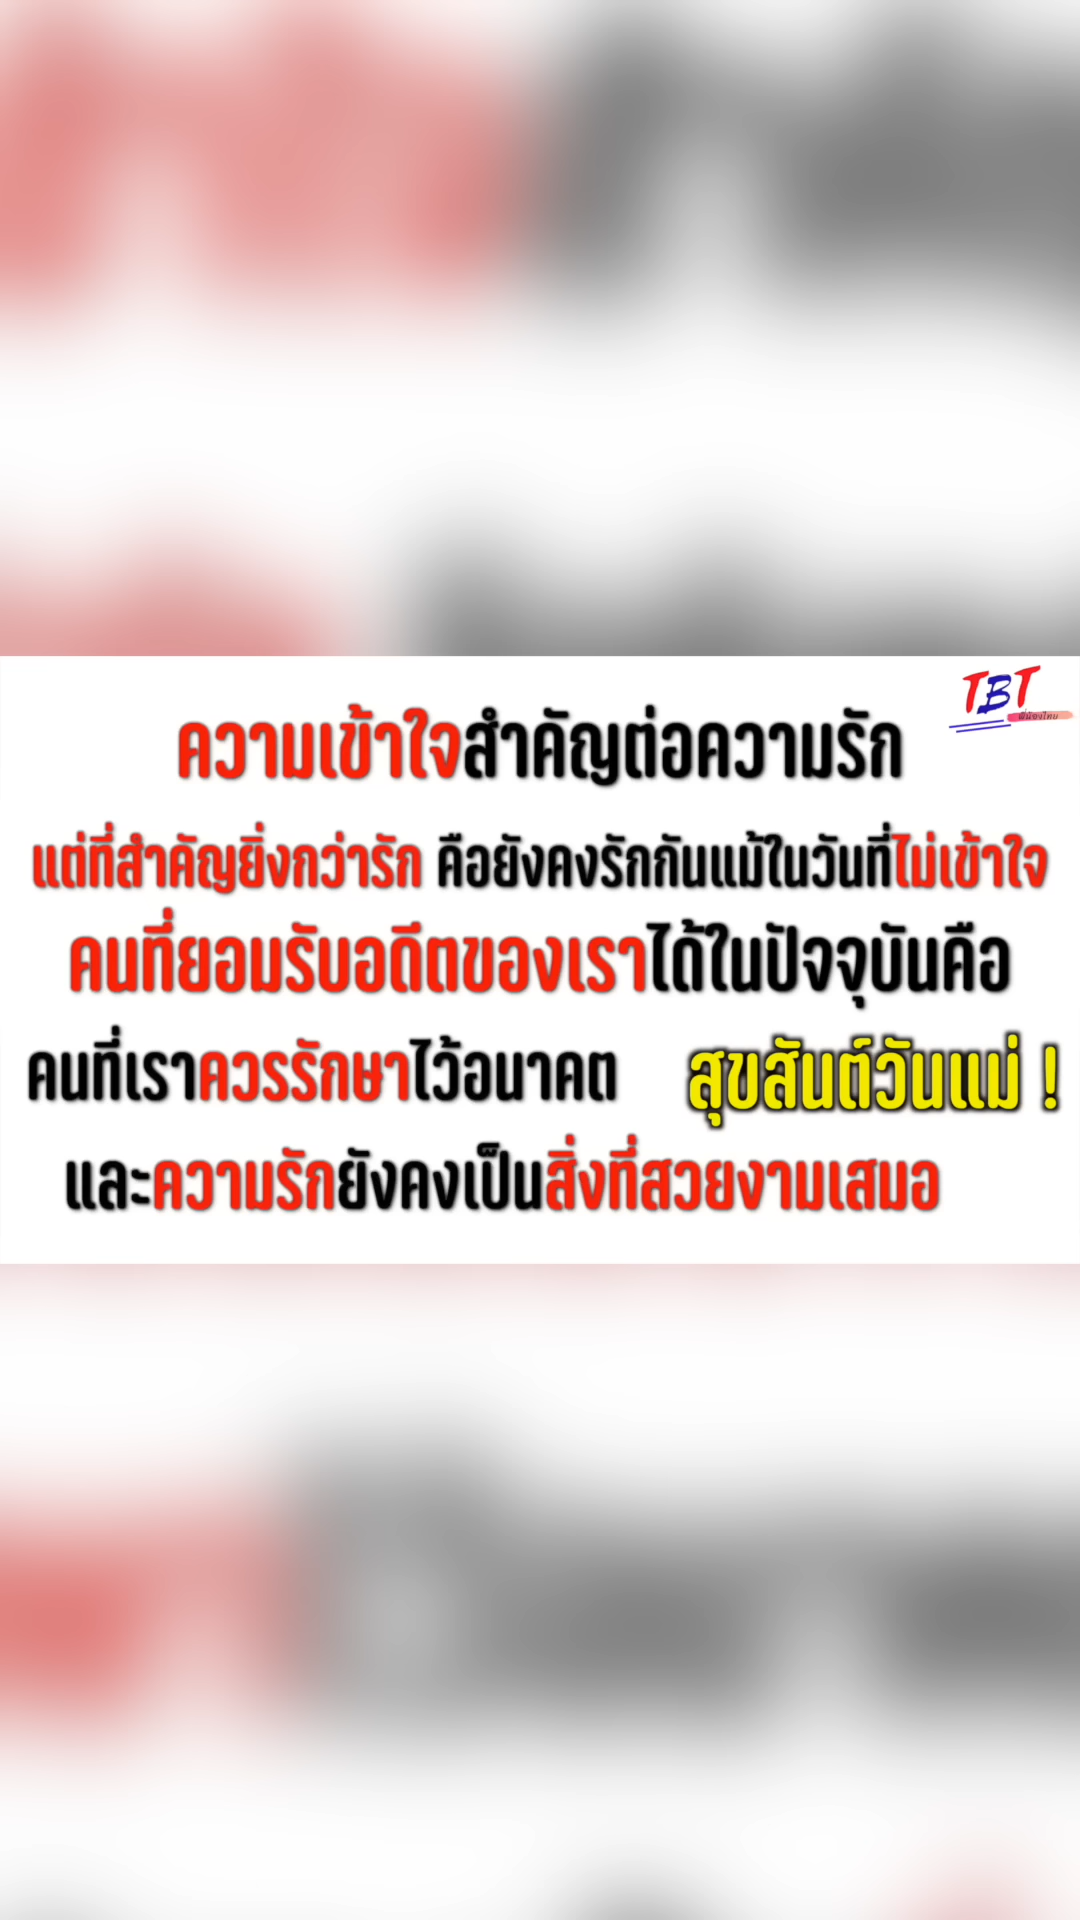 TBT
พี่น้องไทย
ความเข้าใจสำคัญต่อความรัก
แต่ที่สำคัญยิ่งกว่ารัก คือยังคงรักกันแม้ในวันที่ไม่เข้าใจ
คนที่ยอมรับอดีตของเราได้ในปัจจุบันคือ
คนที่เราควรรักษาไว้อนาคต สุขสันต์วันแม่ !
และความรักยังคงเป็นสิ่งที่สวยงามเสมอ